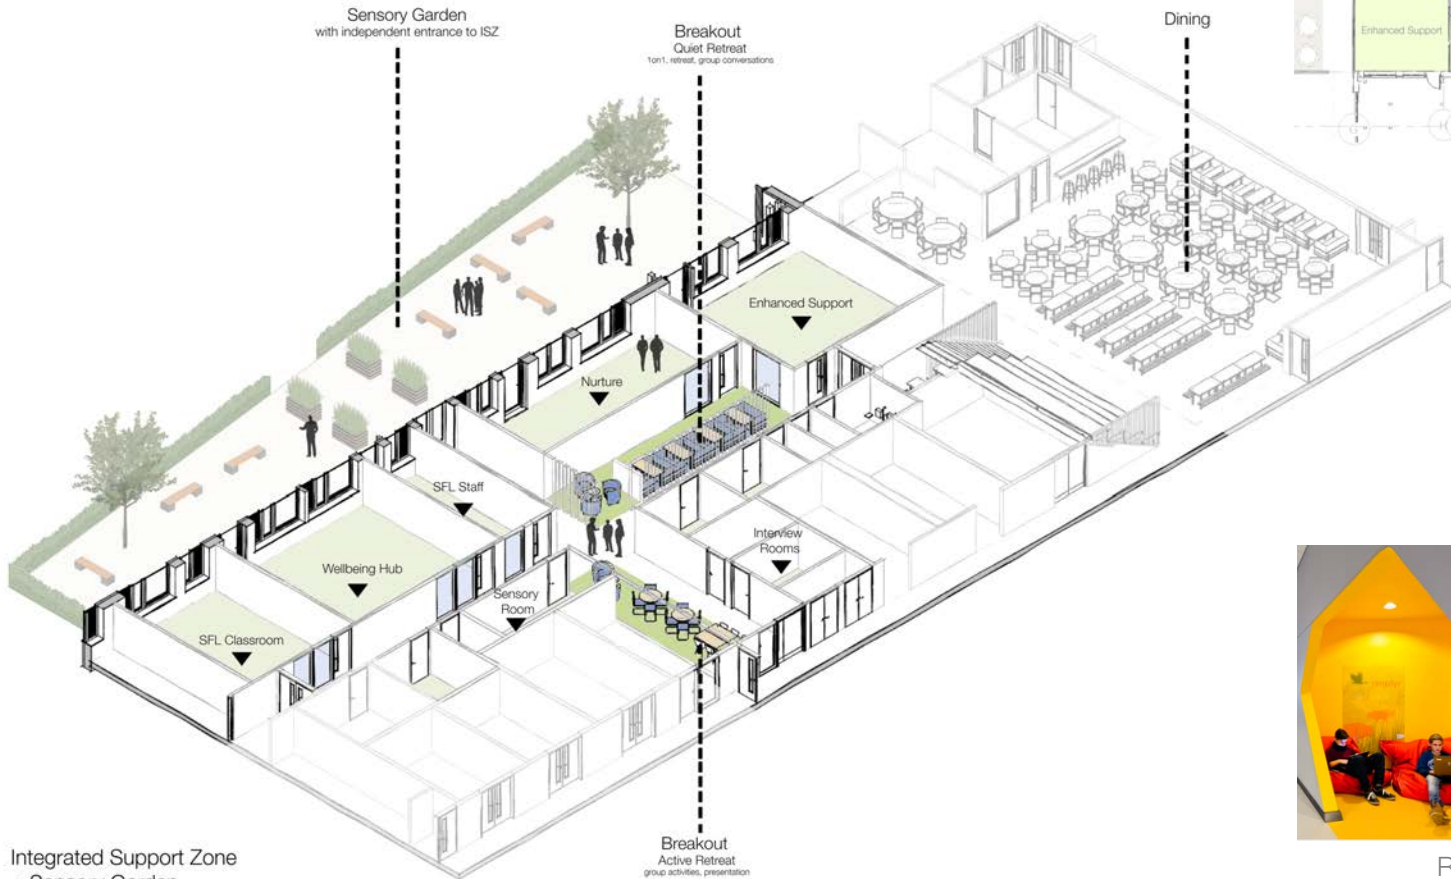 Sensory Garden
with independent entrance to ISZ
Breakout
Quiet Retreat
1on1, retreat, group conversations
Dining
Enhanced Support
Enhanced Support
Nurture
SFL Staff
Wellbeing Hub
SFL Classroom
Sensory
Room
Interview
Rooms
Breakout
Active Retreat
group activities, presentation
Integrated Support Zone
Sensory Garden